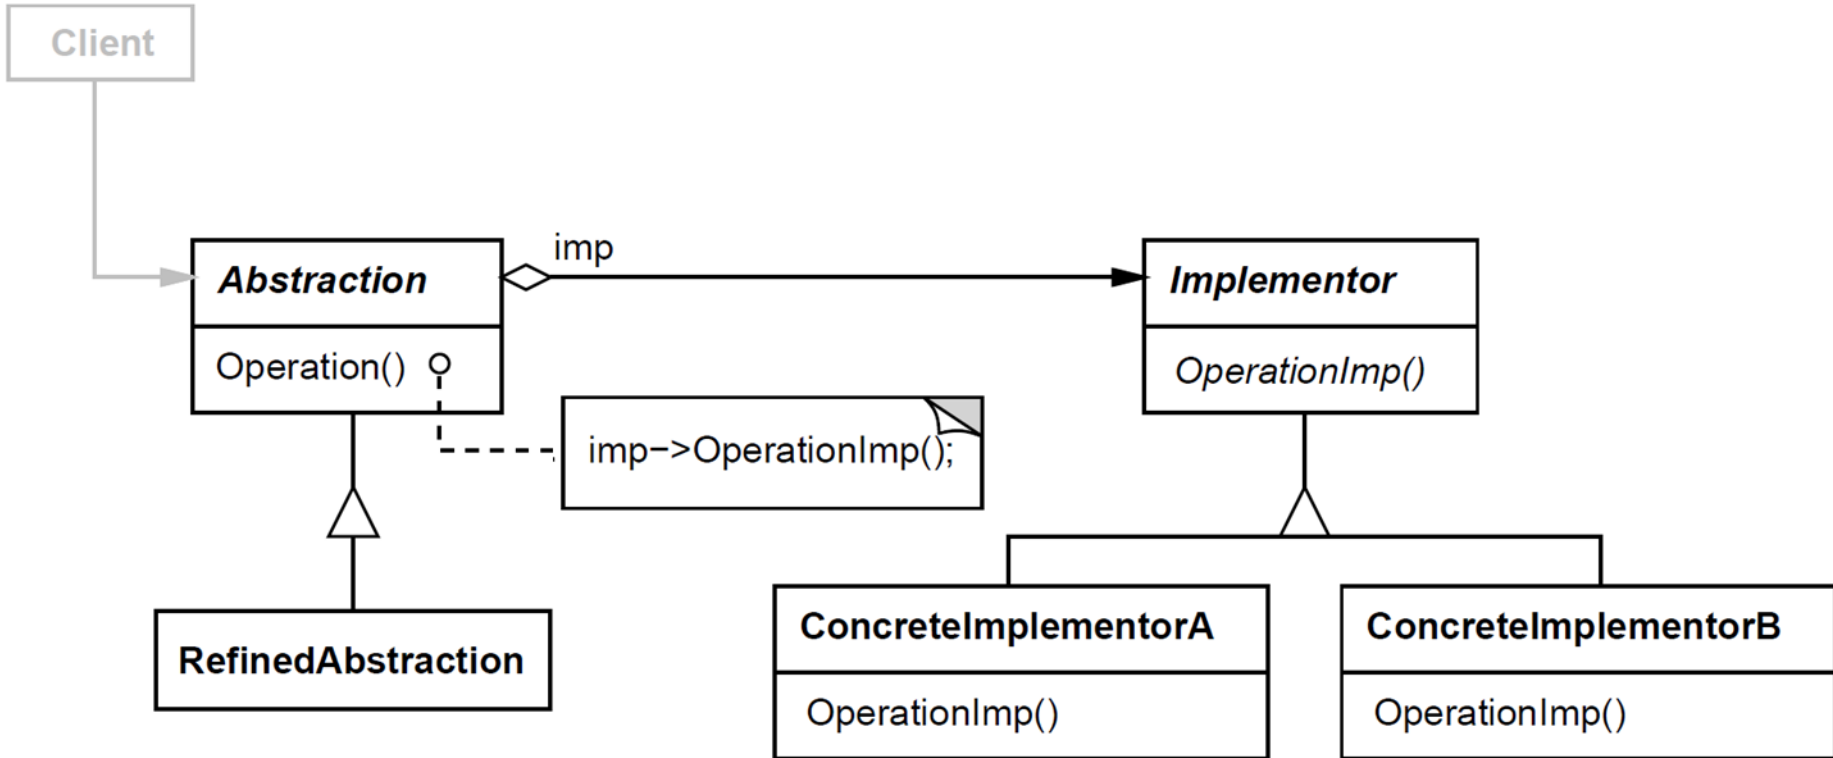 Client
imp
Abstraction
Implementor
Operation()
OperationImp()
imp->OperationImp();
RefinedAbstraction
ConcreteImplementorA
ConcreteImplementorB
OperationImp()
OperationImp()